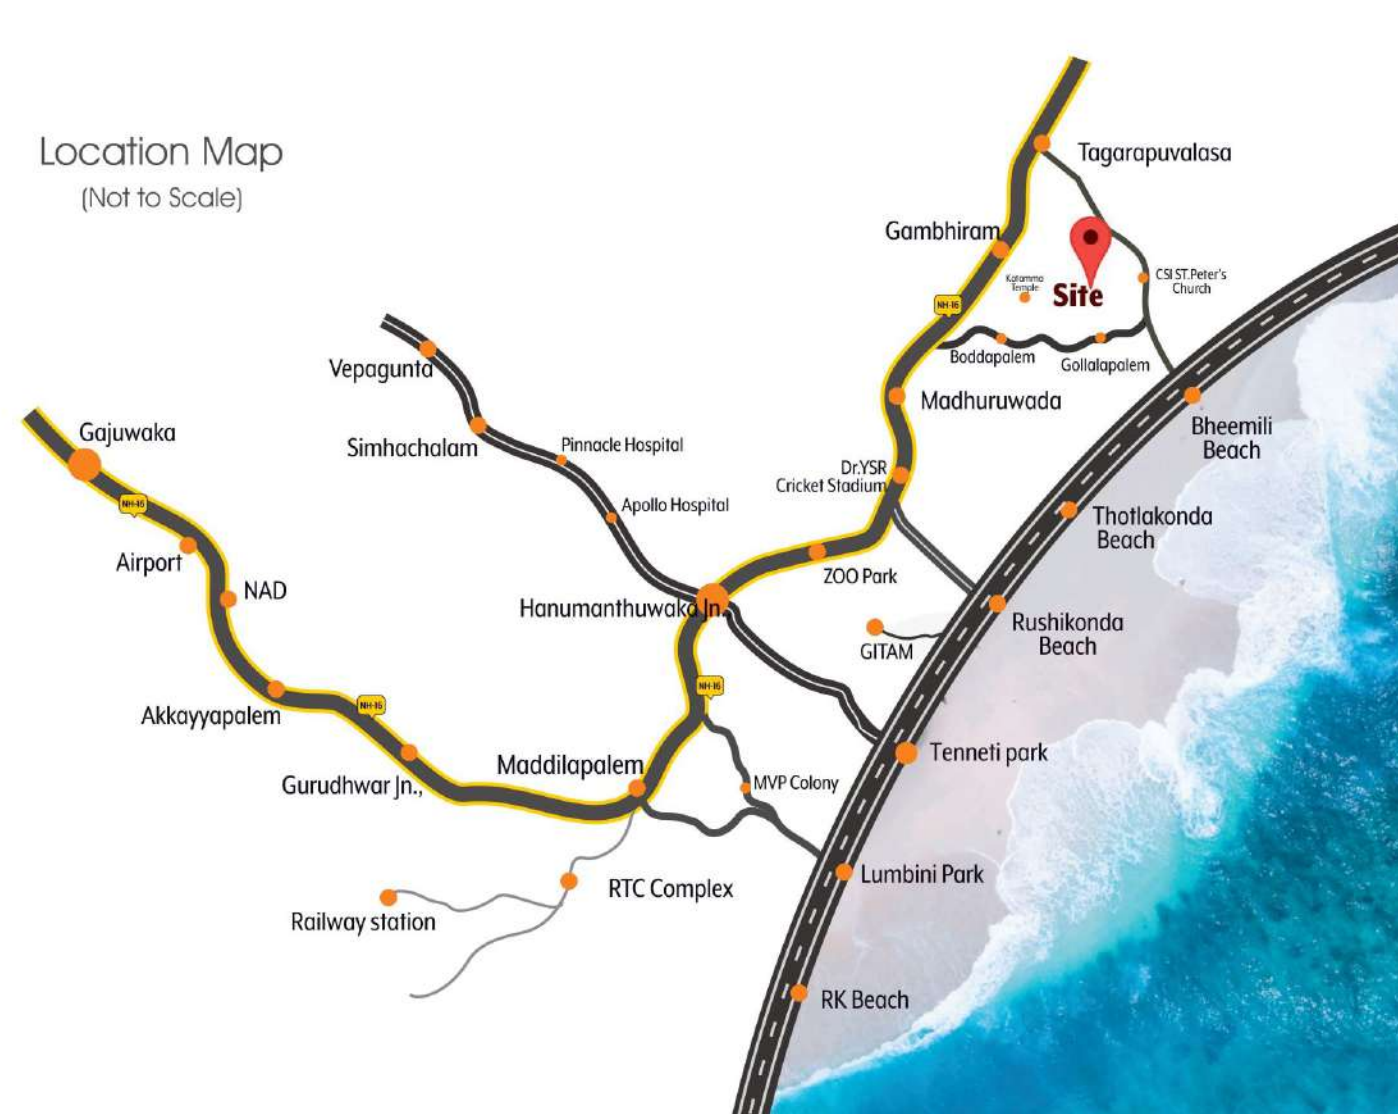 Location Map
(Not to Scale)
Tagarapuvalasa
Gambhiram
Katamma
Temple
Site
CSI ST.Peter's
Church
NH-16
Boddapalem
Gollalapalem
Vepagunta
Madhuruwada
Bheemili
Beach
Gajuwaka
Simhachalam
Pinnacle Hospital
Dr.YSR
Cricket Stadium
NH-16
Apollo Hospital
Thotlakonda
Beach
Airport
ZOO Park
NAD
Hanumanthuwaka Jn.
Rushikonda
Beach
GITAM
NH-16
Akkayyapalem
NH-16
Tenneti park
Maddilapalem
Gurudhwar Jn.,
MVP Colony
Lumbini Park
RTC Complex
Railway station
RK Beach